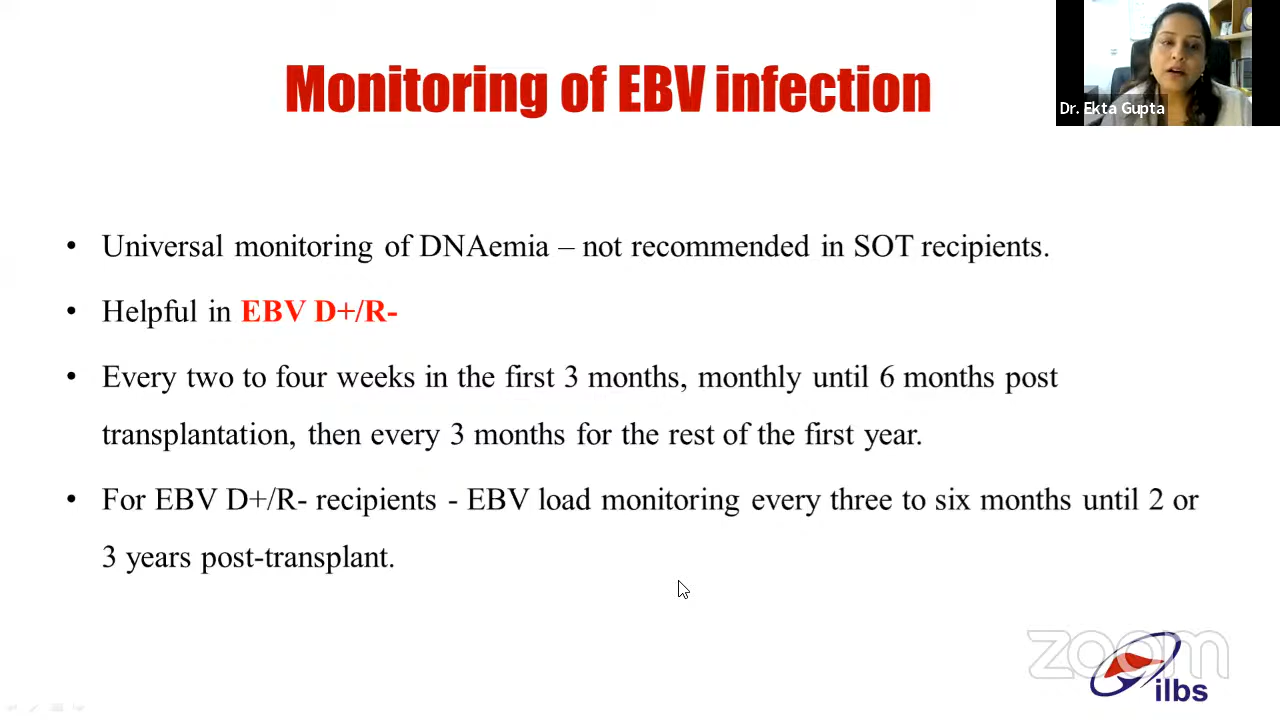 Monitoring of EBV infection
Dr. Ekta Gupta
• Universal monitoring of DNAemia – not recommended in SOT recipients.
• Helpful in EBV D+/R-
• Every two to four weeks in the first 3 months, monthly until 6 months post
transplantation, then every 3 months for the rest of the first year.
• For EBV D+/R- recipients - EBV load monitoring every three to six months until 2 or
3 years post-transplant.
zoom
ilbs